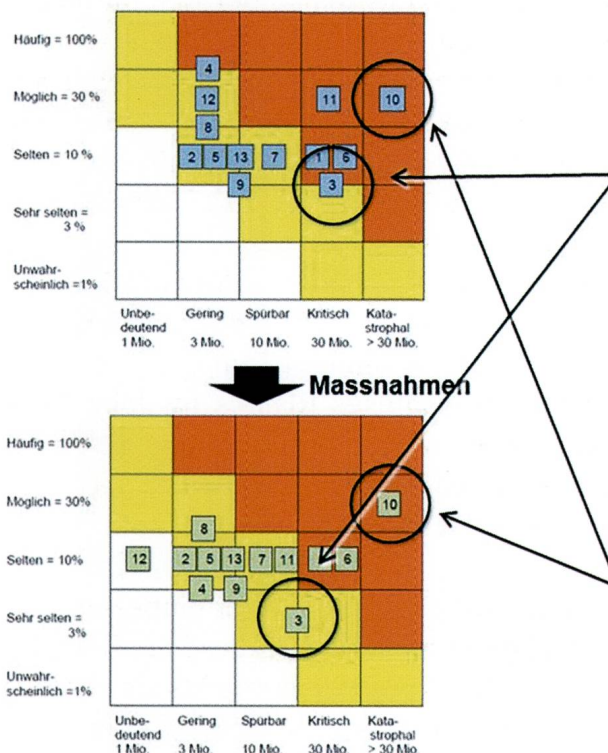 Häufig = 100%
4
Möglich = 30 %
12
11
10
8
Selten = 10 %
2 5 13 7 1 6
9
3
Sehr selten =
3 %
Unwahr-
scheinlich =1%
Unbe-
deutend
1 Mio.
Gering
3 Mio.
Spürbar
10 Mio.
Kritisch
30 Mio.
Kata-
strophal
> 30 Mio.
Massnahmen
Häufig = 100%
Möglich = 30%
10
8
Selten = 10%
12 2 5 13 7 11 6
4 9
Sehr selten =
3%
3
Unwahr-
scheinlich =1%
Unbe-
deutend
1 Mio.
Gering
3 Mio.
Spürbar
10 Mio.
Kritisch
30 Mio.
Kata-
strophal
> 30 Mio